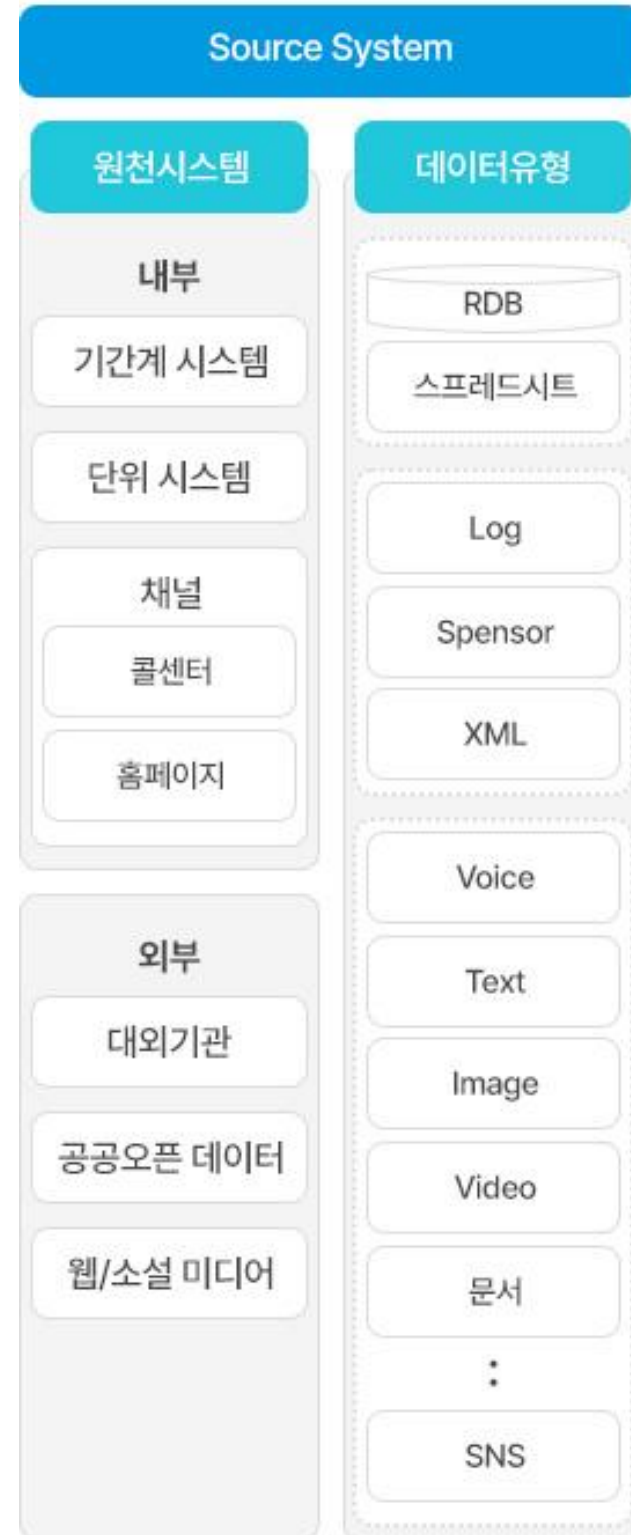 Source System
원천시스템
내부
기간계 시스템
단위 시스템
채널
콜센터
홈페이지
외부
대외기관
공공오픈 데이터
웹/소설 미디어
데이터유형
RDB
스프레드시트
Log
Spensor
XML
Voice
Text
Image
Video
문서
:
SNS